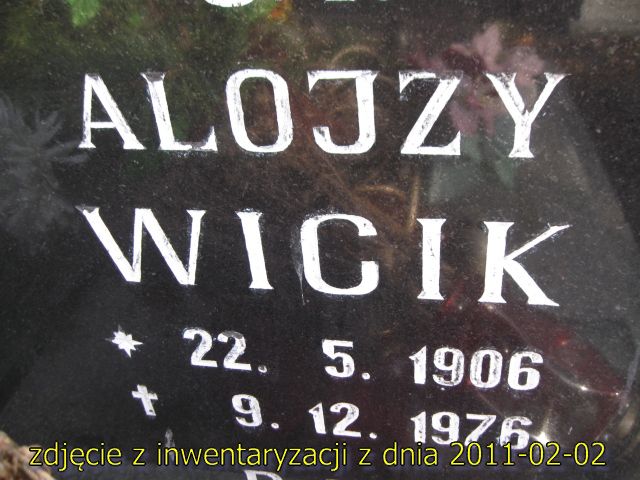 ALOJZY
WICIK
* 22. 5. 1906
† 9. 12. 1976
zdjęcie z inwentaryzacji z dnia 2011-02-02